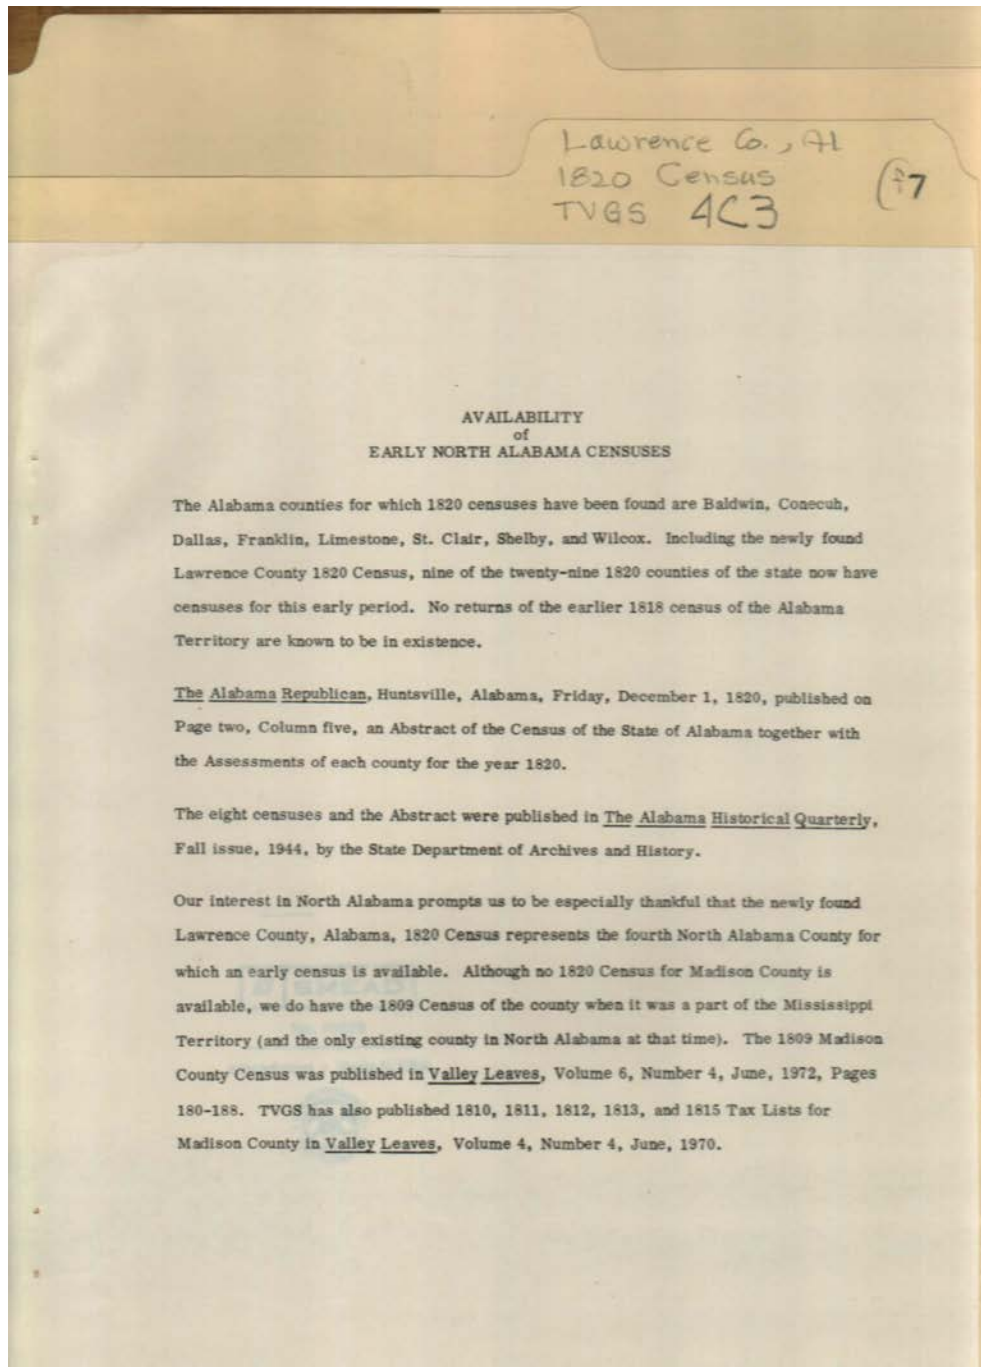 Lawrence Co., Al
1820 Census
TVGS 4C3
7
AVAILABILITY
of
EARLY NORTH ALABAMA CENSUSES
The Alabama counties for which 1820 censuses have been found are Baldwin, Conecuh,
Dallas, Franklin, Limestone, St. Clair, Shelby, and Wilcox. Including the newly found
Lawrence County 1820 Census, nine of the twenty-nine 1820 counties of the state now have
censuses for this early period. No returns of the earlier 1818 census of the Alabama
Territory are known to be in existence.
The Alabama Republican, Huntsville, Alabama, Friday, December 1, 1820, published on
Page two, Column five, an Abstract of the Census of the State of Alabama together with
the Assessments of each county for the year 1820.
The eight censuses and the Abstract were published in The Alabama Historical Quarterly,
Fall issue, 1944, by the State Department of Archives and History.
Our interest in North Alabama prompts us to be especially thankful that the newly found
Lawrence County, Alabama, 1820 Census represents the fourth North Alabama County for
which an early census is available. Although no 1820 Census for Madison County is
available, we do have the 1809 Census of the county when it was a part of the Mississippi
Territory (and the only existing county in North Alabama at that time). The 1809 Madison
County Census was published in Valley Leaves, Volume 6, Number 4, June, 1972, Pages
180-188. TVGS has also published 1810, 1811, 1812, 1813, and 1815 Tax Lists for
Madison County in Valley Leaves, Volume 4, Number 4, June, 1970.